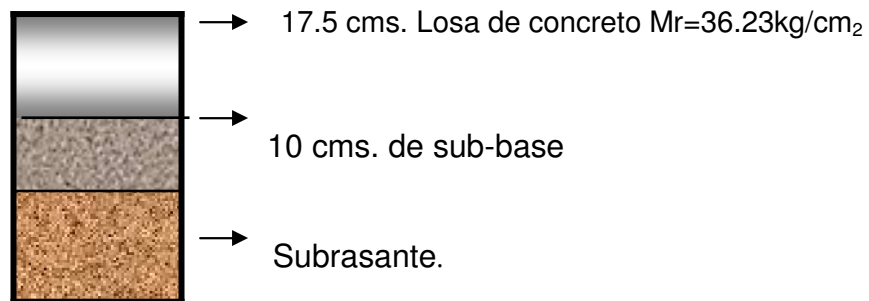 17.5 cms. Losa de concreto Mr=36.23kg/cm₂
10 cms. de sub-base
Subrasante.